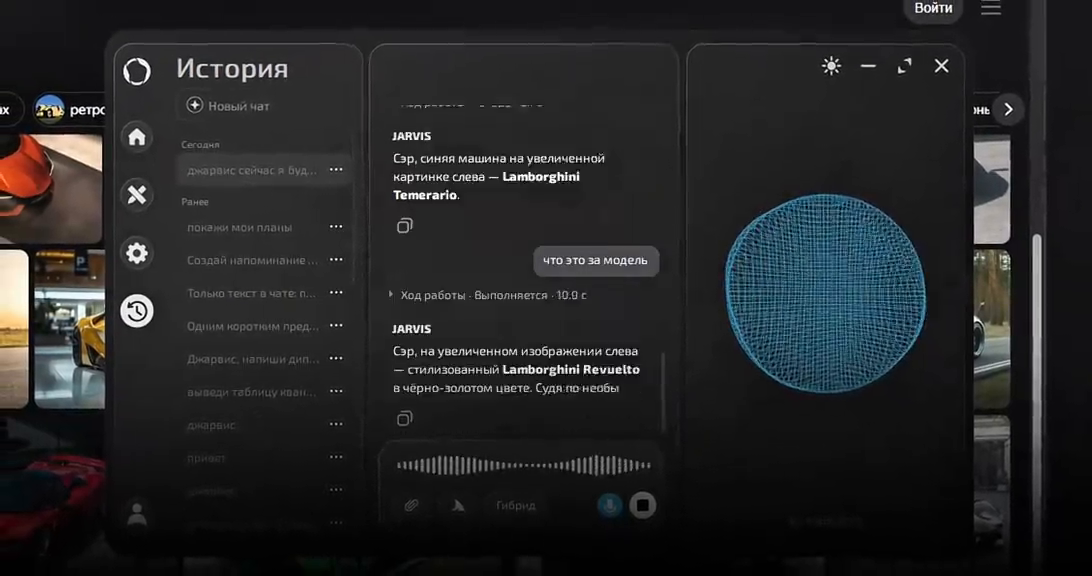 Войти
ретро
История
Новый чат
Сегодня
джарвис сейчас я буд...
Ранее
покажи мои планы
Создай напоминание ...
Только текст в чате: п...
Одним коротким пред...
Джарвис, напиши дип...
выведи таблицу кван...
джарвис
привет
JARVIS
Сэр, синяя машина на увеличенной
картинке слева — Lamborghini
Temerario.
что это за модель
Ход работы · Выполняется · 10.0 с
JARVIS
Сэр, на увеличенном изображении слева
— стилизованный Lamborghini Revuelto
в чёрно-золотом цвете. Судя по необы
Гибрид